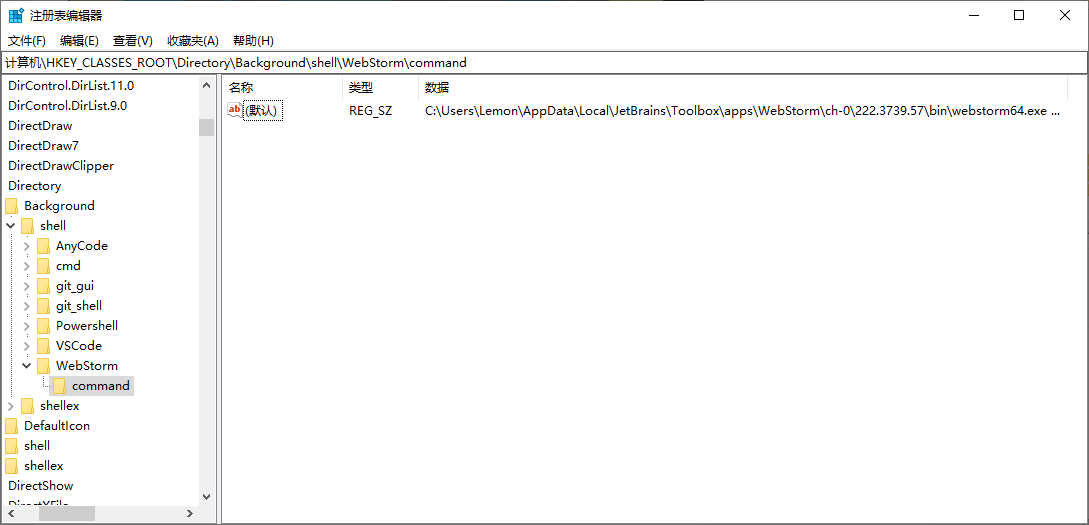 注册表编辑器
文件(F) 编辑(E) 查看(V) 收藏夹(A) 帮助(H)
计算机\HKEY_CLASSES_ROOT\Directory\Background\shell\WebStorm\command
DirControl.DirList.11.0
DirControl.DirList.9.0
DirectDraw
DirectDraw7
DirectDrawClipper
Directory
Background
shell
AnyCode
cmd
git_gui
git_shell
Powershell
VSCode
WebStorm
command
shellex
DefaultIcon
shell
shellex
DirectShow
DirectXFile
名称 类型 数据
ab (默认) REG_SZ C:\Users\Lemon\AppData\Local\JetBrains\Toolbox\apps\WebStorm\ch-0\222.3739.57\bin\webstorm64.exe ...